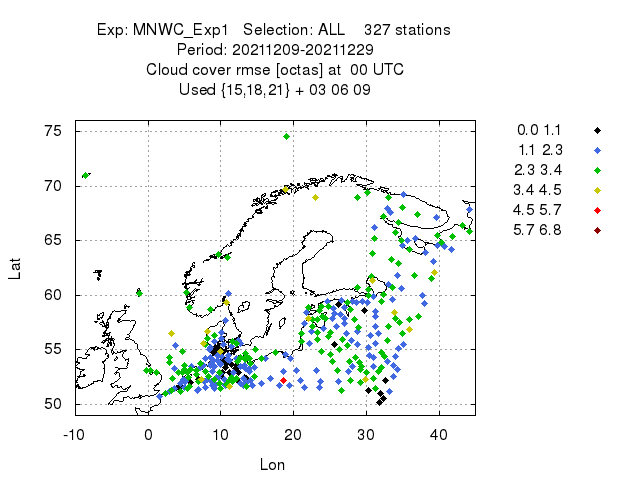 Exp: MNWC_Exp1 Selection: ALL 327 stations
Period: 20211209-20211229
Cloud cover rmse [octas] at 00 UTC
Used {15,18,21} + 03 06 09
0.0 1.1
1.1 2.3
2.3 3.4
3.4 4.5
4.5 5.7
5.7 6.8
75
70
65
60
55
50
Lat
-10 0 10 20 30 40
Lon